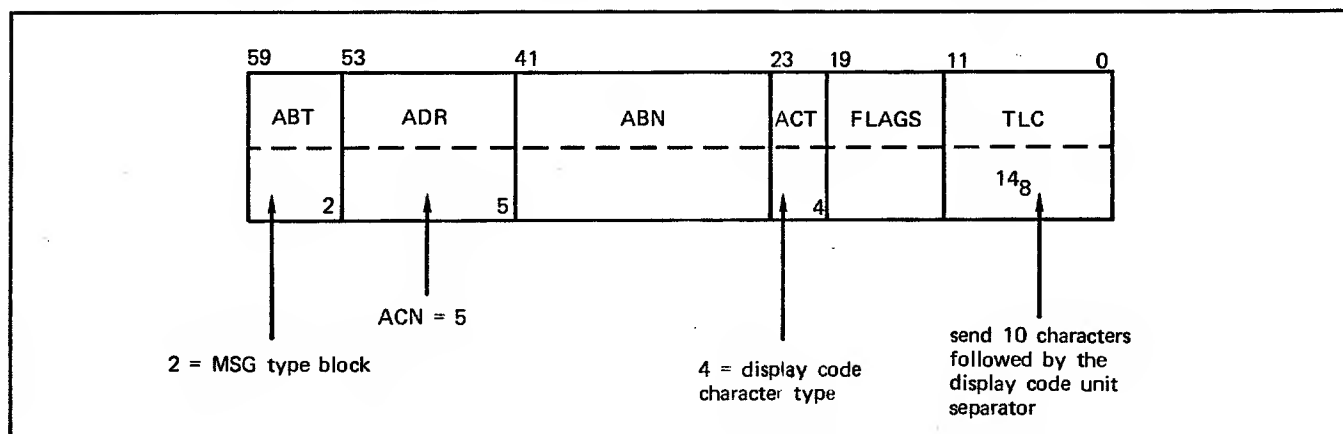 59 53 41 23 19 11 0
ABT ADR ABN ACT FLAGS TLC
2 5 4 14₈
ACN = 5
2 = MSG type block
4 = display code
character type
send 10 characters
followed by the
display code unit
separator